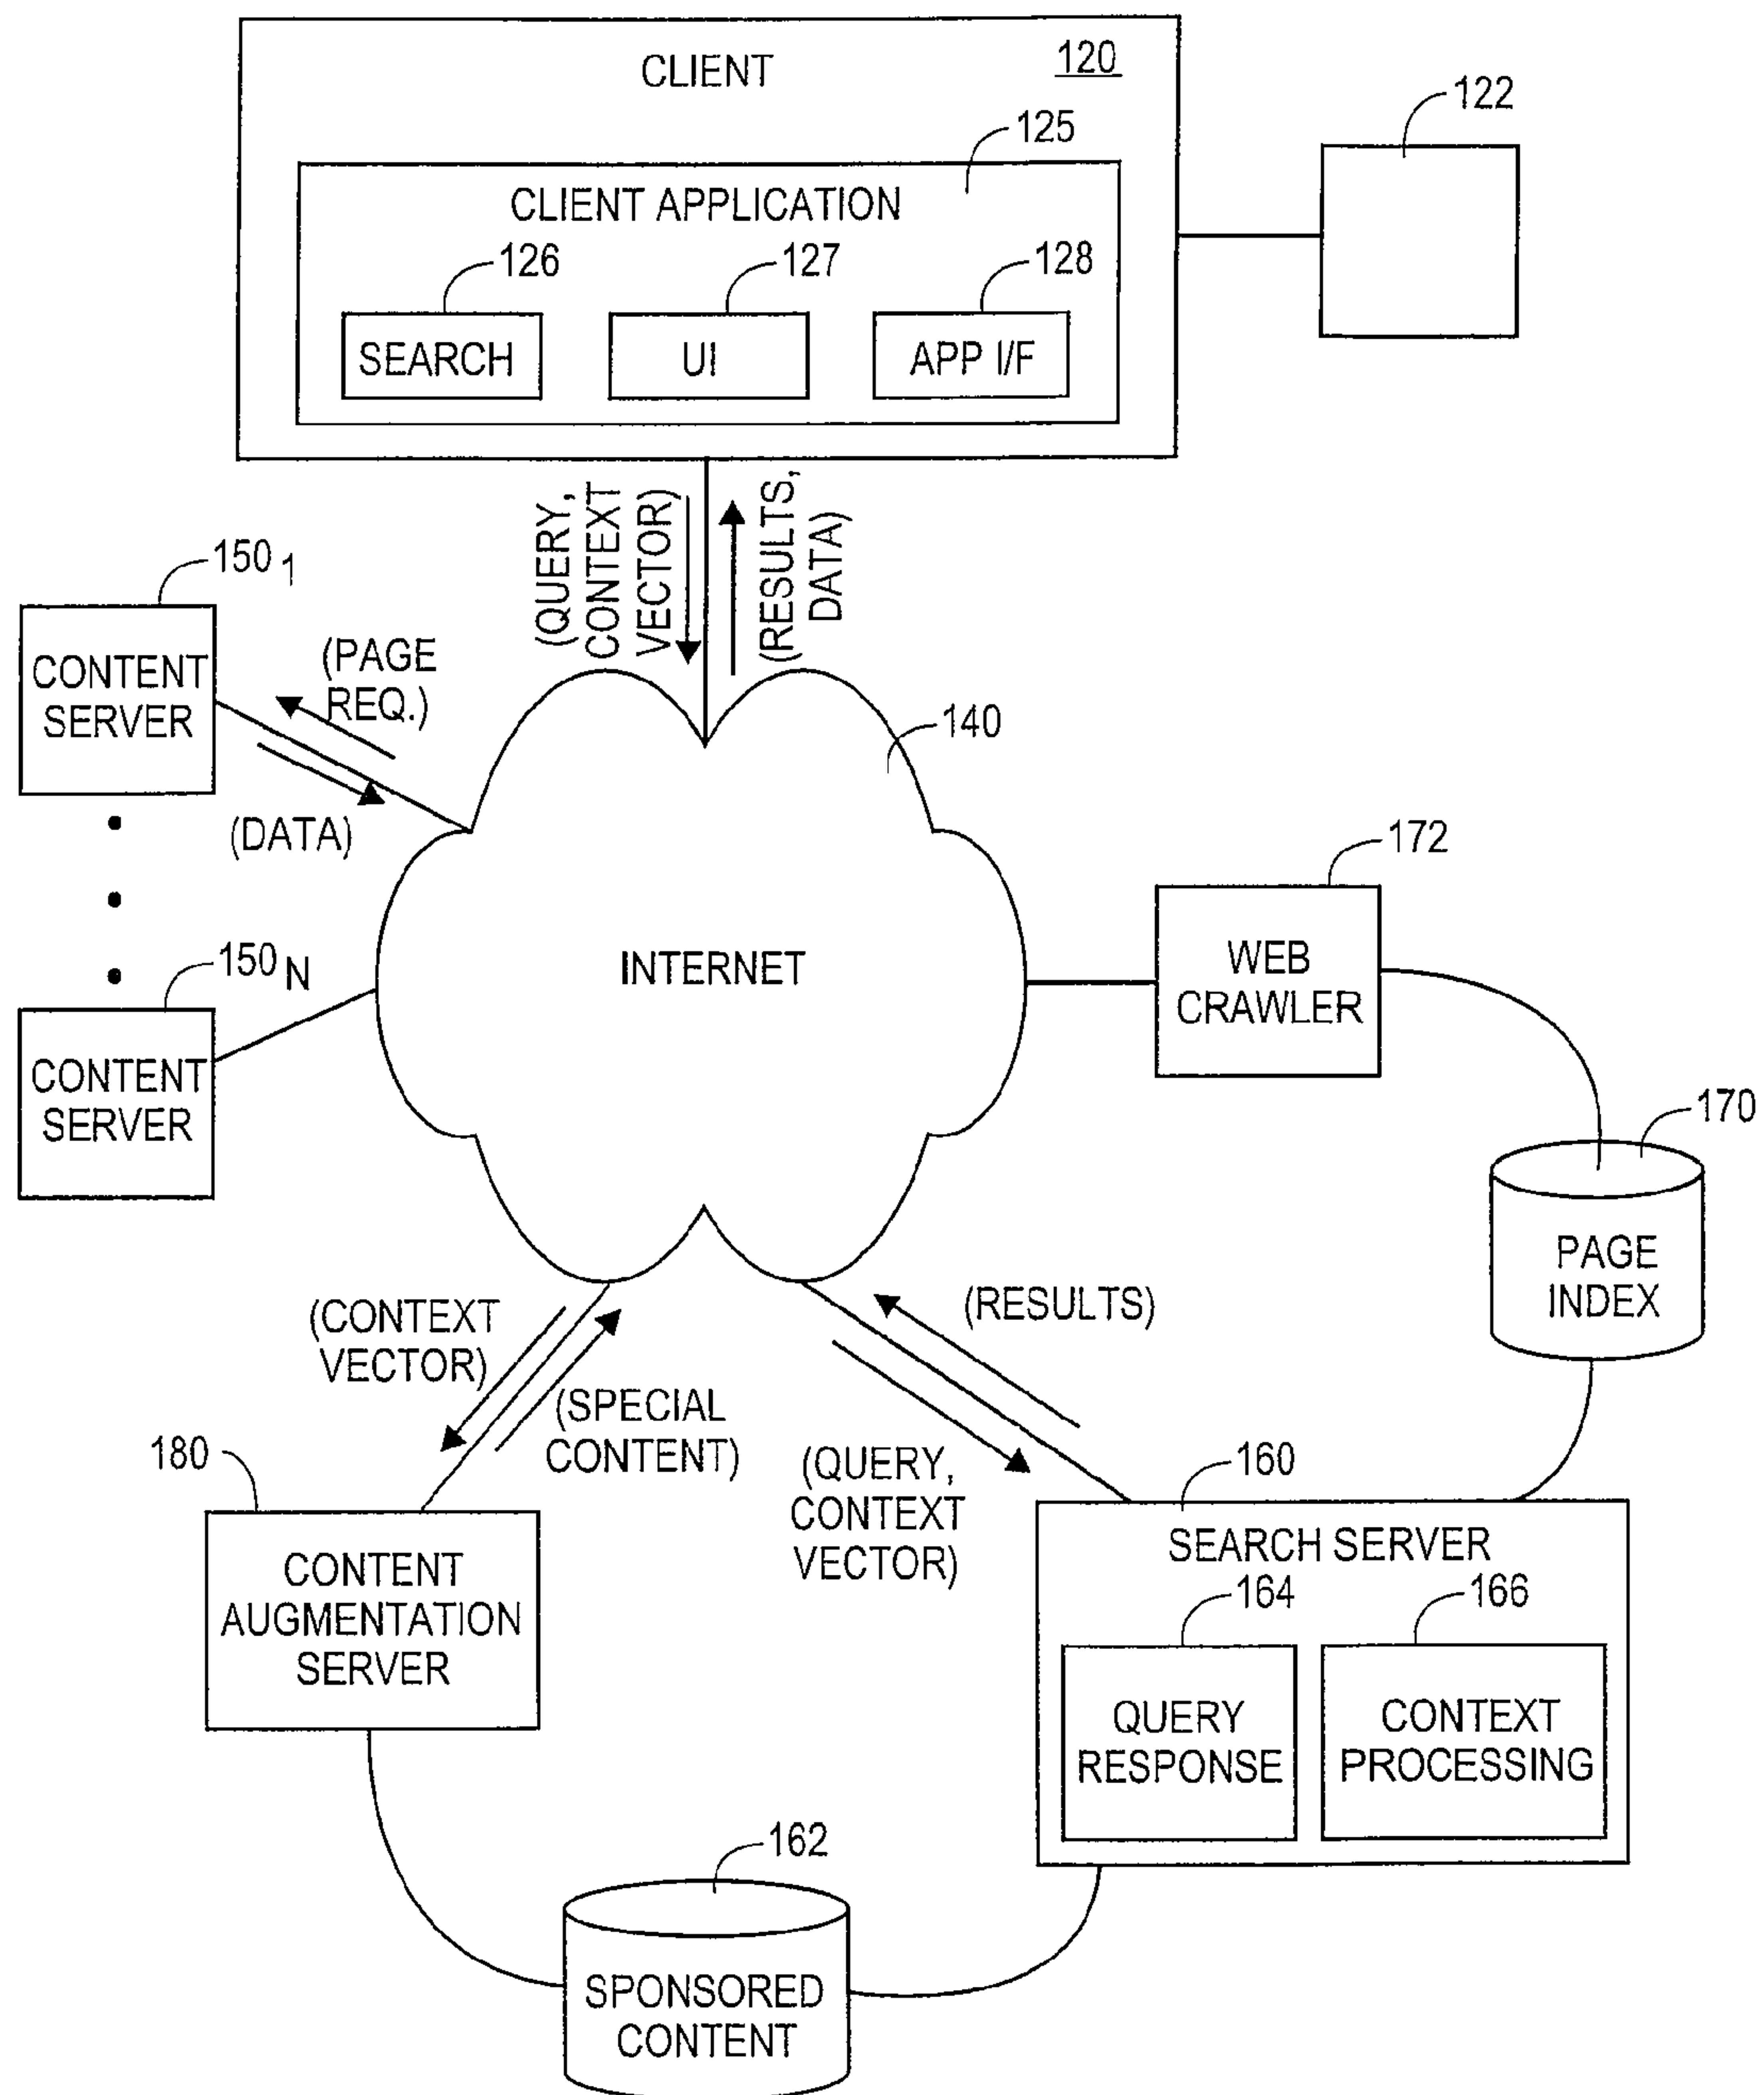 CLIENT
120
122
125
CLIENT APPLICATION
126
127
128
SEARCH
UI
APP I/F
(QUERY,
CONTEXT
VECTOR)
(RESULTS,
DATA)
150 1
CONTENT
SERVER
(PAGE
REQ.)
(DATA)
140
INTERNET
172
WEB
CRAWLER
150 N
CONTENT
SERVER
170
PAGE
INDEX
(CONTEXT
VECTOR)
(SPECIAL
CONTENT)
(RESULTS)
(QUERY,
CONTEXT
VECTOR)
180
CONTENT
AUGMENTATION
SERVER
160
SEARCH SERVER
164
166
QUERY
RESPONSE
CONTEXT
PROCESSING
162
SPONSORED
CONTENT